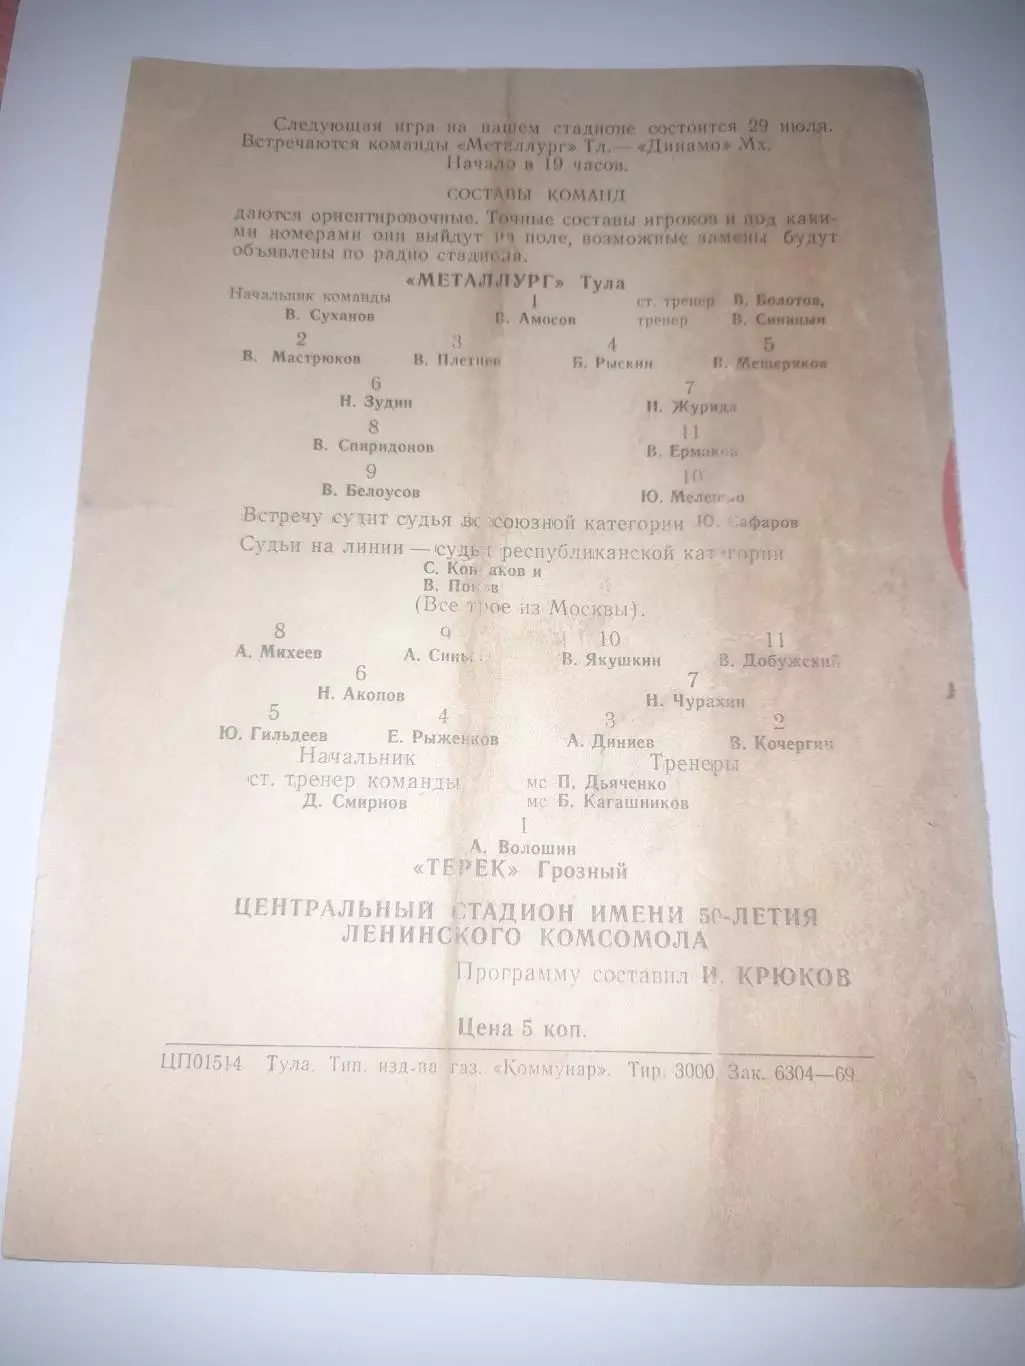 Следующая игра на нашем стадионе состоится 29 июля.
Встречаются команды «Металлург» Тл.— «Динамо» Мх.
Начало в 19 часов.
СОСТАВЫ КОМАНД
даются ориентировочные. Точные составы игроков и под каки-
ми номерами они выйдут на поле, возможные замены будут
объявлены по радио стадиона.
«МЕТАЛЛУРГ» Тула
Начальник команды 1 ст. тренер В. Болотов,
В. Суханов В. Амосов тренер В. Синицын
2 3 4 5
В. Мастрюков В. Плетнев Б. Рыскин В. Мещеряков
6 7
Н. Зудин И. Журида
8 11
В. Спиридонов В. Ермаков
9 10
В. Белоусов Ю.
Встречу судит судья всесоюзной категории Ю.
Судьи на линии — судьи республиканской категории
С. и
В.
(Все трое из Москвы).
8 9 10 11
А. Михеев А. В. Якушкин В. Добужский
6 7
Н. Акопов Н. Чурахин
5 4 3 2
Ю. Гильдеев Е. Рыженков А. Диниев В. Кочергин
Начальник Тренеры
ст. тренер команды мс П. Дьяченко
Д. Смирнов мс Б. Кагашников
1
А. Волошин
«ТЕРЕК» Грозный
ЦЕНТРАЛЬНЫЙ СТАДИОН ИМЕНИ 50-ЛЕТИЯ
ЛЕНИНСКОГО КОМСОМОЛА
Программу составил И. КРЮКОВ
Цена 5 коп.
ЦП01514 Тула. Тип. изд-ва газ. «Коммунар». Тир. 3000. Зак. 6304—69.